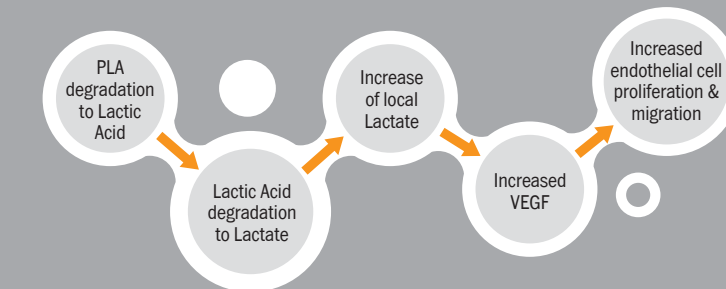 PLA
degradation
to Lactic
Acid
Lactic Acid
degradation
to Lactate
Increase
of local
Lactate
Increased
VEGF
Increased
endothelial cell
proliferation &
migration